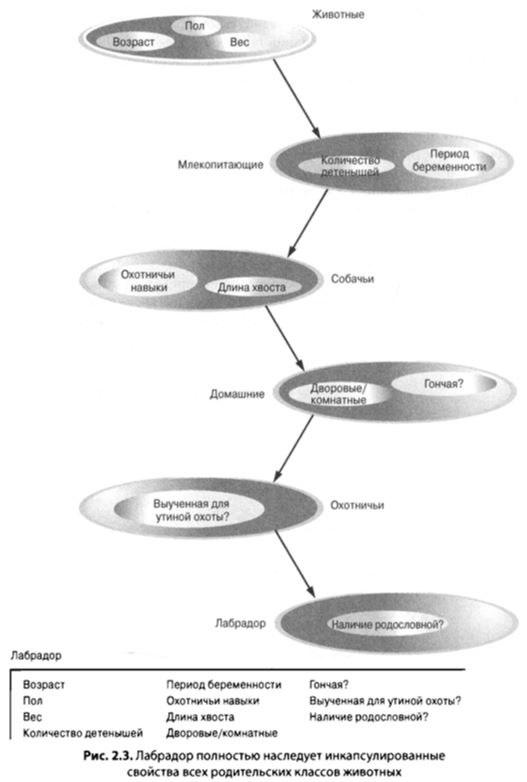 Животные
Пол
Возраст
Вес
Млекопитающие
Количество
детенышей
Период
беременности
Охотничьи
навыки
Длина хвоста
Собачьи
Домашние
Дворовые/
комнатные
Гончая?
Выученная для
утиной охоты?
Охотничьи
Лабрадор
Наличие родословной?
Лабрадор
Возраст Период беременности Гончая?
Пол Охотничьи навыки Выученная для утиной охоты?
Вес Длина хвоста Наличие родословной?
Количество детенышей Дворовые/комнатные
Рис. 2.3. Лабрадор полностью наследует инкапсулированные
свойства всех родительских классов животных